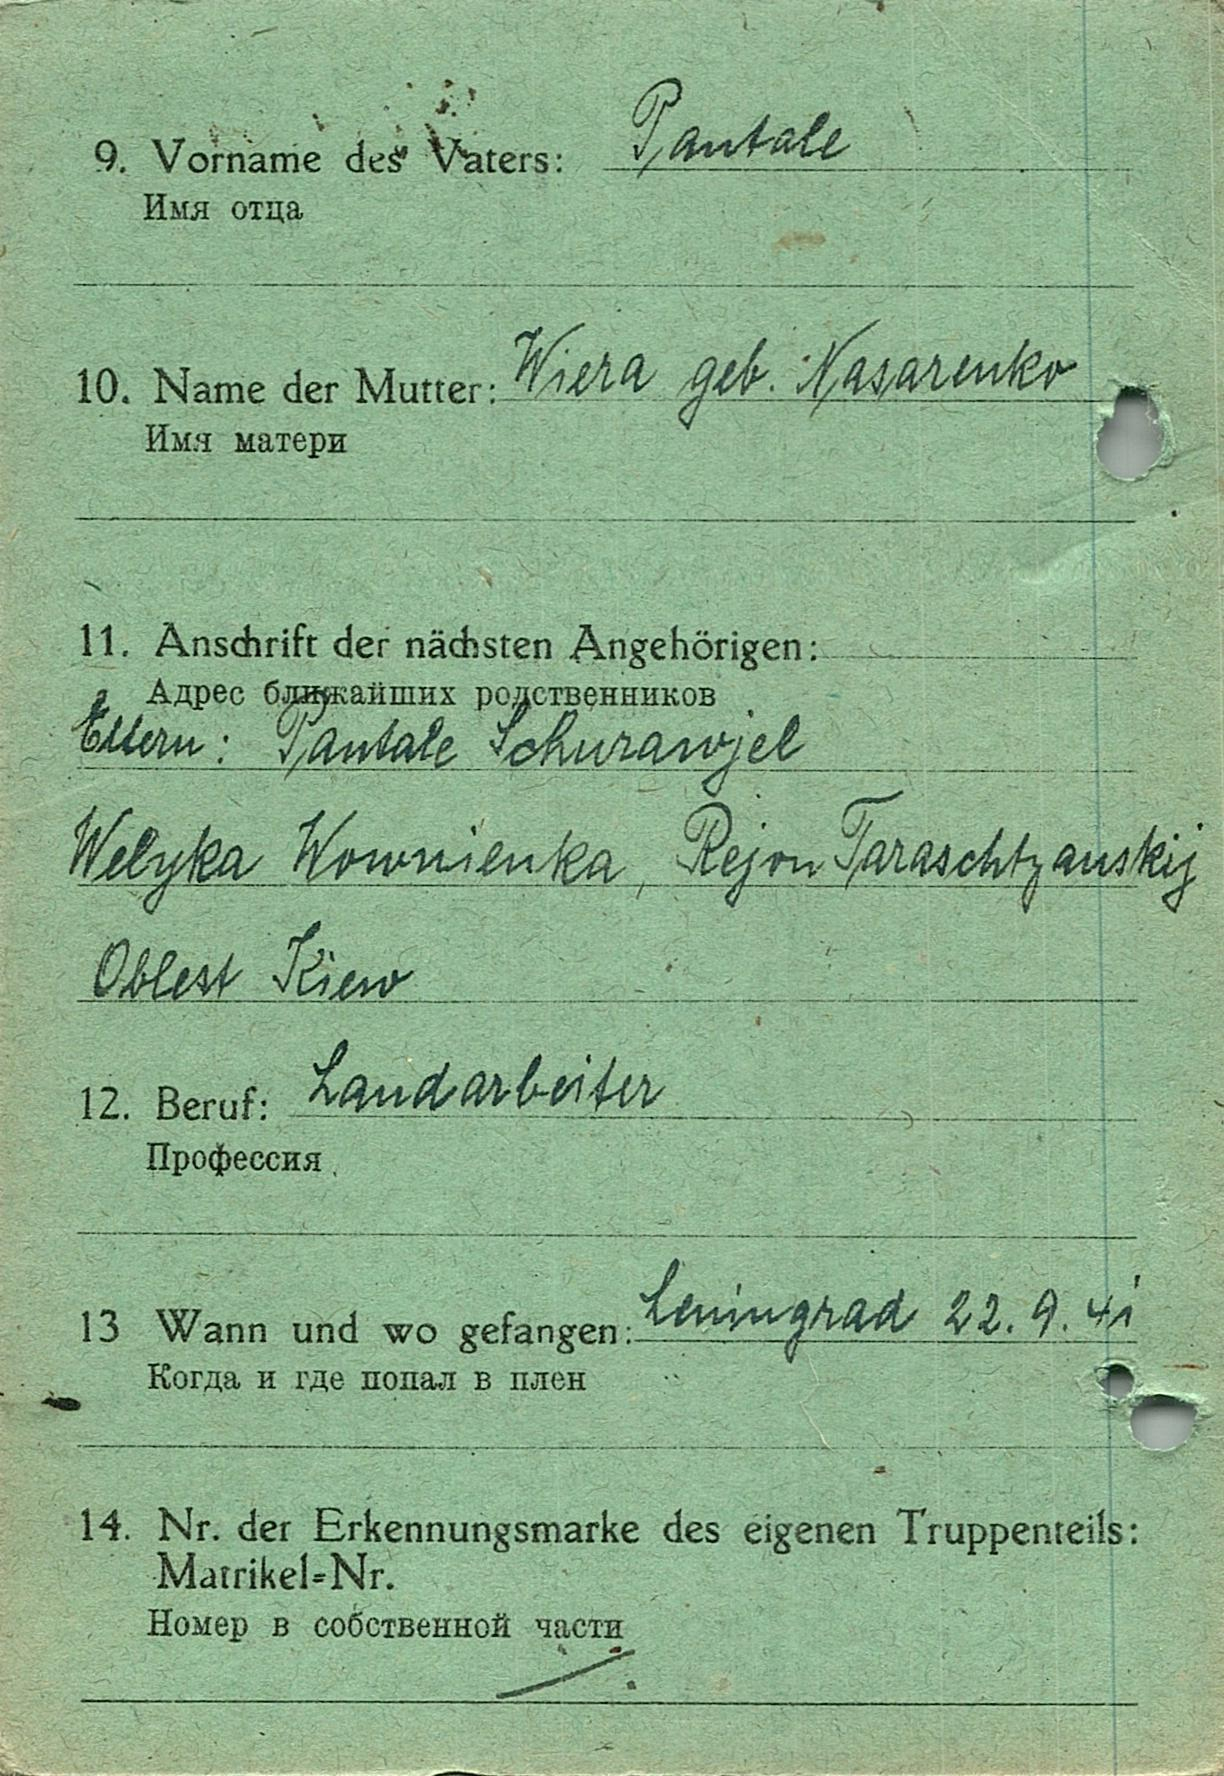 9. Vorname des Vaters: Pantale
Имя отца
10. Name der Mutter: Wiera geb. Nasarenko
Имя матери
11. Anschrift der nächsten Angehörigen:
Адрес ближайших родственников
Eltern: Pantale Schurawjel
Welyka Wownienka, Rejon Taraschtzanskij
Oblest Kiew
12. Beruf: Landarbeiter
Профессия
13 Wann und wo gefangen: Leningrad 22. 9. 41
Когда и где попал в плен
14. Nr. der Erkennungsmarke des eigenen Truppenteils:
Matrikel-Nr.
Номер в собственной части